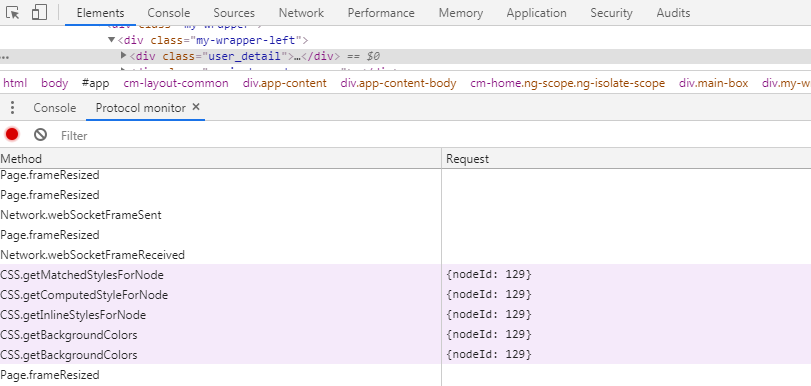 Elements Console Sources Network Performance Memory Application Security Audits
<div class="my-wrapper-left">
<div class="user_detail">…</div> == $0
html body #app cm-layout-common div.app-content div.app-content-body cm-home.ng-scope.ng-isolate-scope div.main-box div.my-w
Console Protocol monitor ×
Filter
Method Request
Page.frameResized
Page.frameResized
Network.webSocketFrameSent
Page.frameResized
Network.webSocketFrameReceived
CSS.getMatchedStylesForNode {nodeId: 129}
CSS.getComputedStyleForNode {nodeId: 129}
CSS.getInlineStylesForNode {nodeId: 129}
CSS.getBackgroundColors {nodeId: 129}
CSS.getBackgroundColors {nodeId: 129}
Page.frameResized